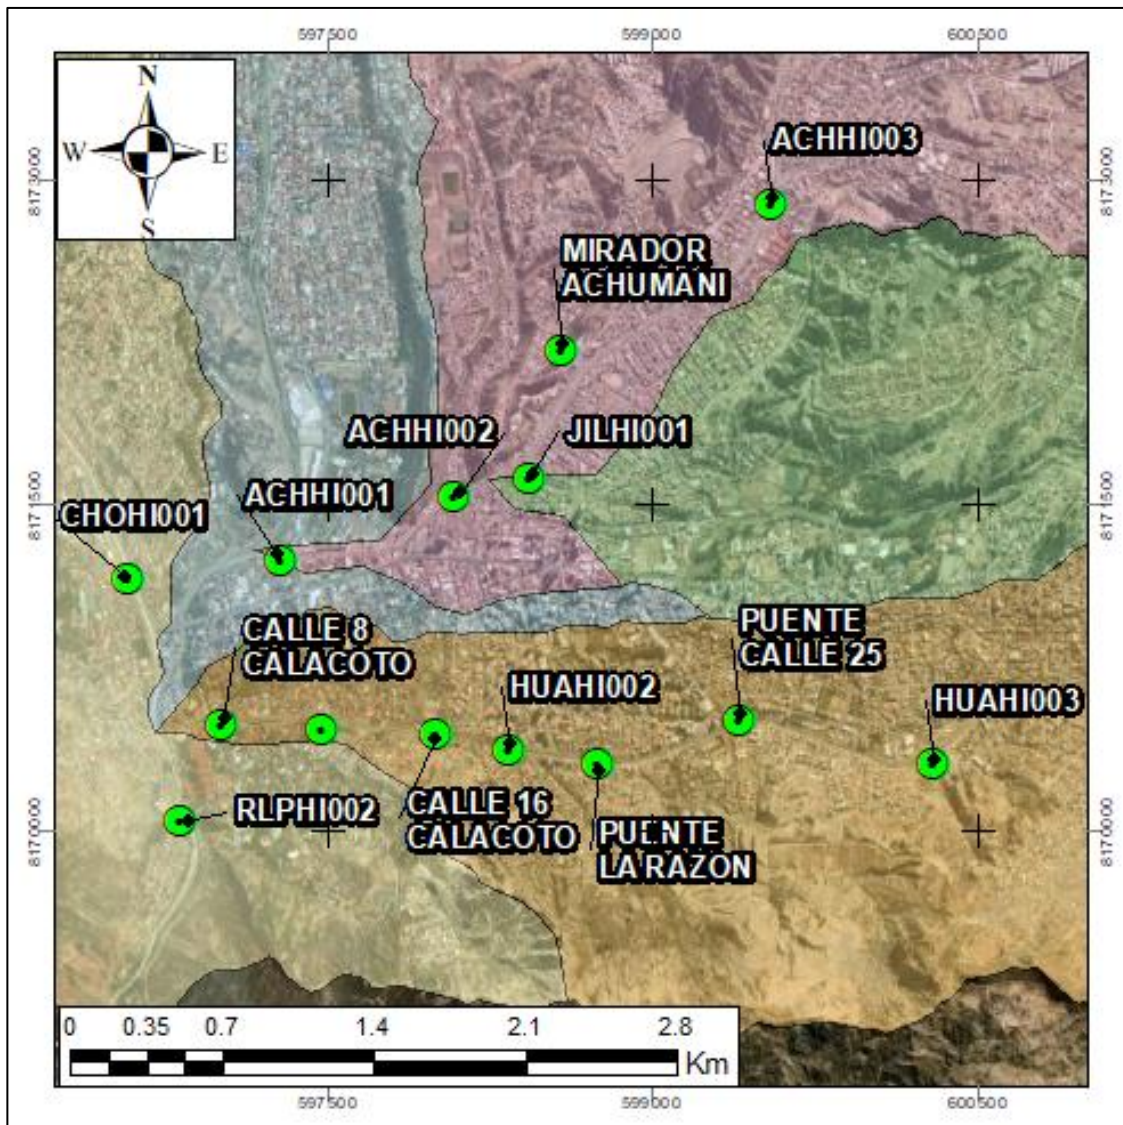 597500 599000 600500
N
W E
S
8173000
8173000
ACHHI003
MIRADOR
ACHUMANI
ACHHI002
JILHI001
ACHHI001
CHOHI001
8171500
8171500
CALLE 8
CALACOTO
PUENTE
CALLE 25
HUAHI002
HUAHI003
RLPHI002
CALLE 16
CALACOTO
PUENTE
LA RAZON
8170000
8170000
0 0.35 0.7 1.4 2.1 2.8
Km
597500 599000 600500